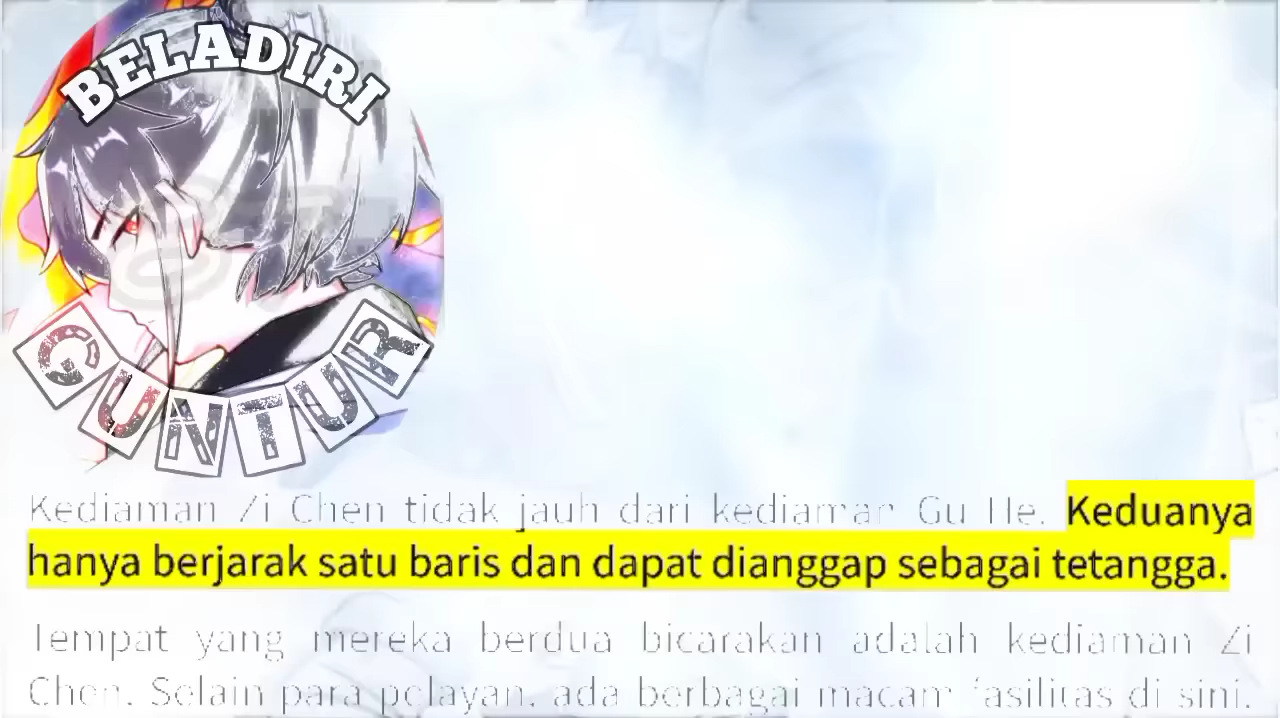 BELADIRI
GUNTUR
Kediaman Zi Chen tidak jauh dari kediaman Gu He. Keduanya
hanya berjarak satu baris dan dapat dianggap sebagai tetangga.
Tempat yang mereka berdua bicarakan adalah kediaman Zi
Chen. Selain para pelayan, ada berbagai macam fasilitas di sini.